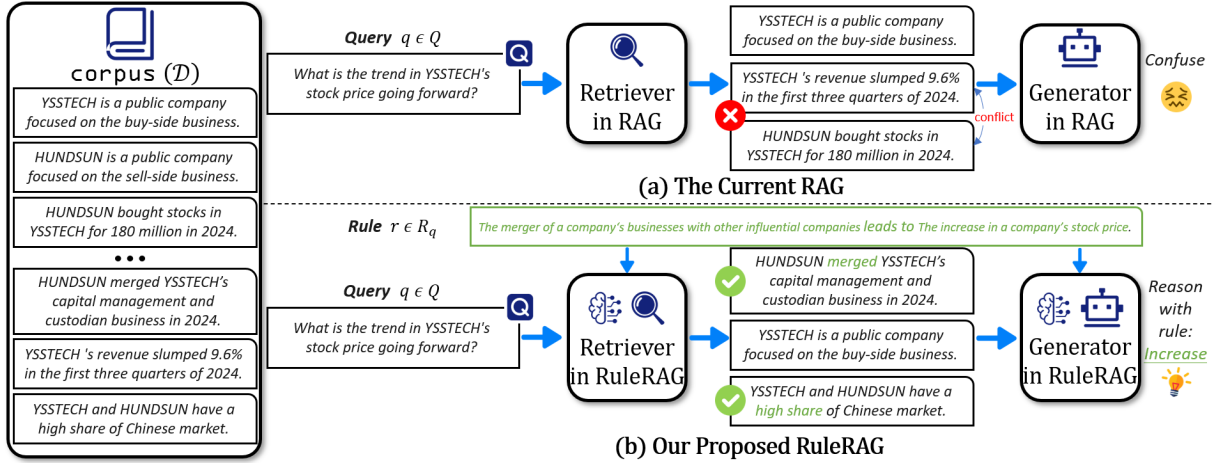 corpus (𝒟)
YSSTECH is a public company
focused on the buy-side business.
HUNDSUN is a public company
focused on the sell-side business.
HUNDSUN bought stocks in
YSSTECH for 180 million in 2024.
•••
HUNDSUN merged YSSTECH's
capital management and
custodian business in 2024.
YSSTECH 's revenue slumped 9.6%
in the first three quarters of 2024.
YSSTECH and HUNDSUN have a
high share of Chinese market.
Query q ϵ Q
Q
What is the trend in YSSTECH's
stock price going forward?
Retriever
in RAG
YSSTECH is a public company
focused on the buy-side business.
YSSTECH 's revenue slumped 9.6%
in the first three quarters of 2024.
conflict
HUNDSUN bought stocks in
YSSTECH for 180 million in 2024.
Generator
in RAG
Confuse
(a) The Current RAG
Rule r ϵ R_q
The merger of a company's businesses with other influential companies leads to The increase in a company's stock price.
Query q ϵ Q
Q
What is the trend in YSSTECH's
stock price going forward?
Retriever
in RuleRAG
HUNDSUN merged YSSTECH's
capital management and
custodian business in 2024.
YSSTECH is a public company
focused on the buy-side business.
YSSTECH and HUNDSUN have a
high share of Chinese market.
Generator
in RuleRAG
Reason
with
rule:
Increase
(b) Our Proposed RuleRAG